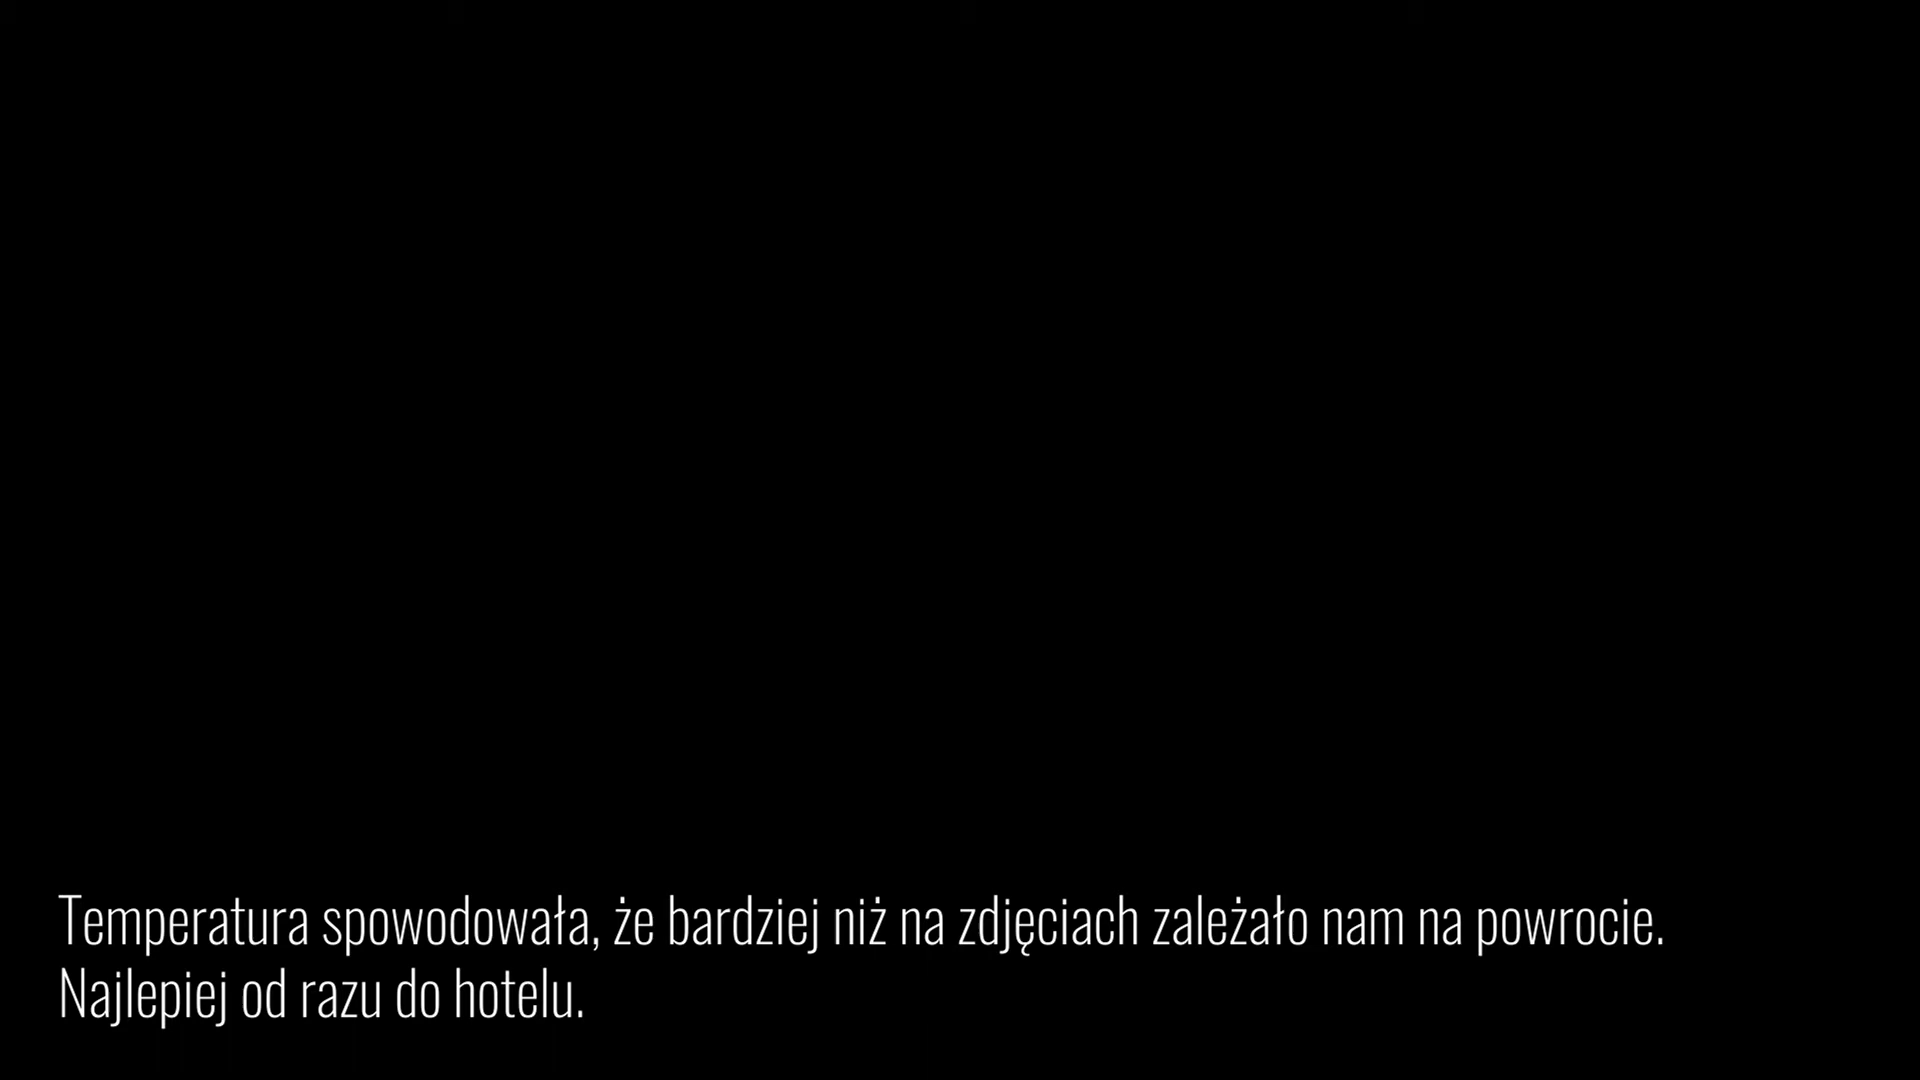 Temperatura spowodowała, że bardziej niż na zdjęciach zależało nam na powrocie.
Najlepiej od razu do hotelu.